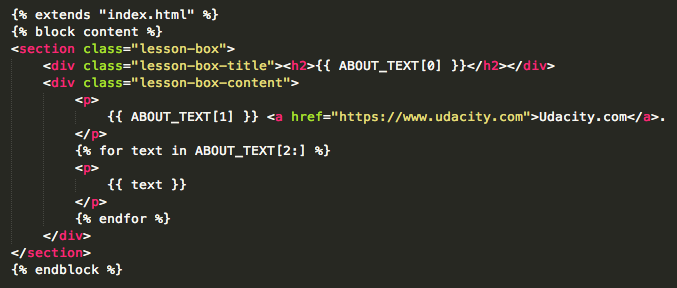 {% extends "index.html" %}
{% block content %}
<section class="lesson-box">
    <div class="lesson-box-title"><h2>{{ ABOUT_TEXT[0] }}</h2></div>
    <div class="lesson-box-content">
        <p>
            {{ ABOUT_TEXT[1] }} <a href="https://www.udacity.com">Udacity.com</a>.
        </p>
        {% for text in ABOUT_TEXT[2:] %}
        <p>
            {{ text }}
        </p>
        {% endfor %}
    </div>
</section>
{% endblock %}